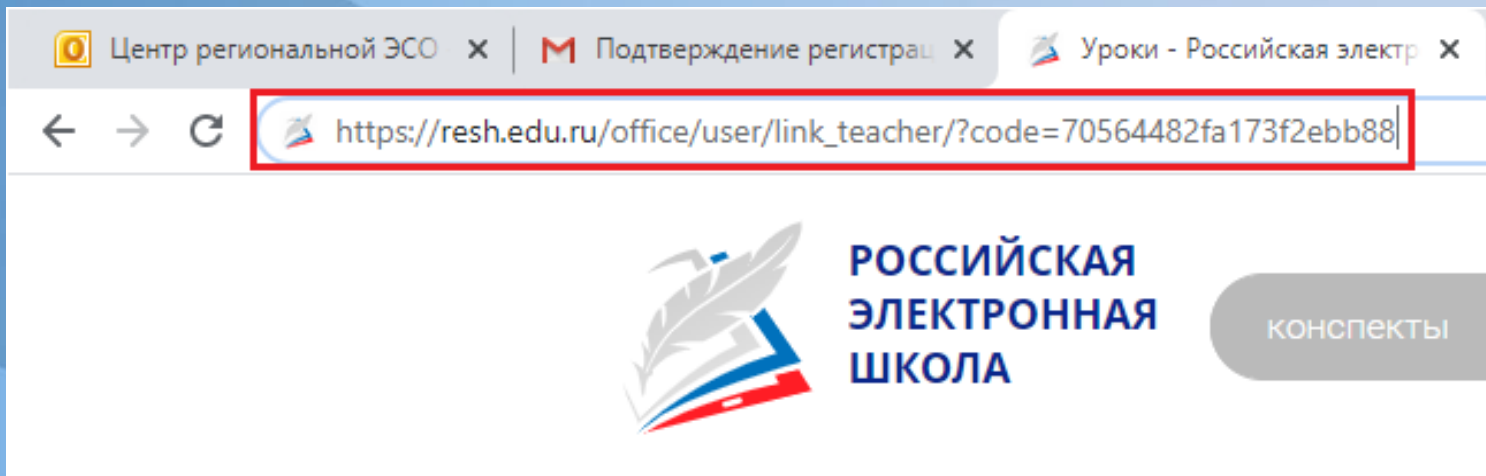 Центр региональной ЭСО
Подтверждение регистрац
Уроки - Российская электр
https://resh.edu.ru/office/user/link_teacher/?code=70564482fa173f2ebb88
РОССИЙСКАЯ
ЭЛЕКТРОННАЯ
ШКОЛА
конспекты